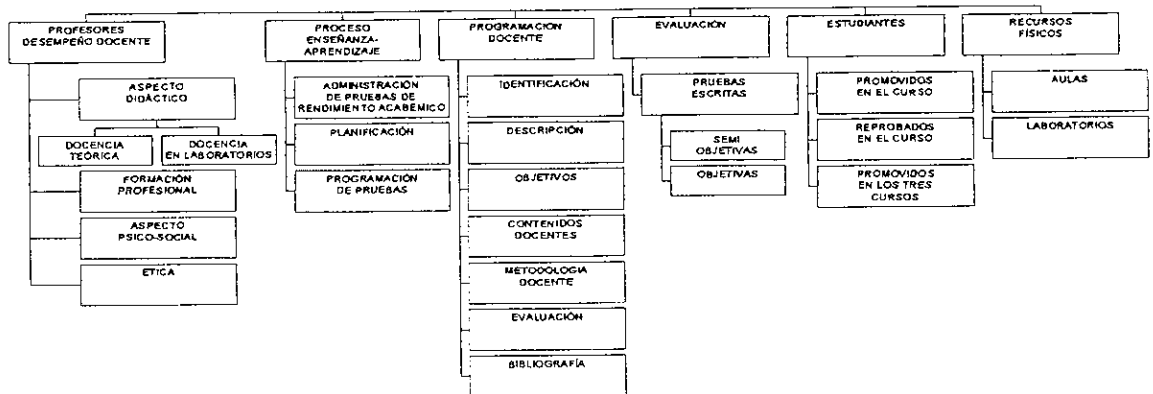 PROFESORES
DESEMPEÑO DOCENTE
ASPECTO
DIDÁCTICO
DOCENCIA
TEÓRICA
DOCENCIA
EN LABORATORIOS
FORMACIÓN
PROFESIONAL
ASPECTO
PSICO-SOCIAL
ETICA
PROCESO
ENSEÑANZA-
APRENDIZAJE
ADMINISTRACIÓN
DE PRUEBAS DE
RENDIMIENTO ACABÉMICO
PLANIFICACIÓN
PROGRAMACIÓN
DE PRUEBAS
PROGRAMACIÓN
DOCENTE
IDENTIFICACIÓN
DESCRIPCIÓN
OBJETIVOS
CONTENIDOS
DOCENTES
METODOLOGIA
DOCENTE
EVALUACIÓN
BIBLIOGRAFÍA
EVALUACIÓN
PRUEBAS
ESCRITAS
SEMI
OBJETIVAS
OBJETIVAS
ESTUDIANTES
PROMOVIDOS
EN EL CURSO
REPROBADOS
EN EL CURSO
PROMOVIDOS
EN LOS TRES
CURSOS
RECURSOS
FÍSICOS
AULAS
LABORATORIOS